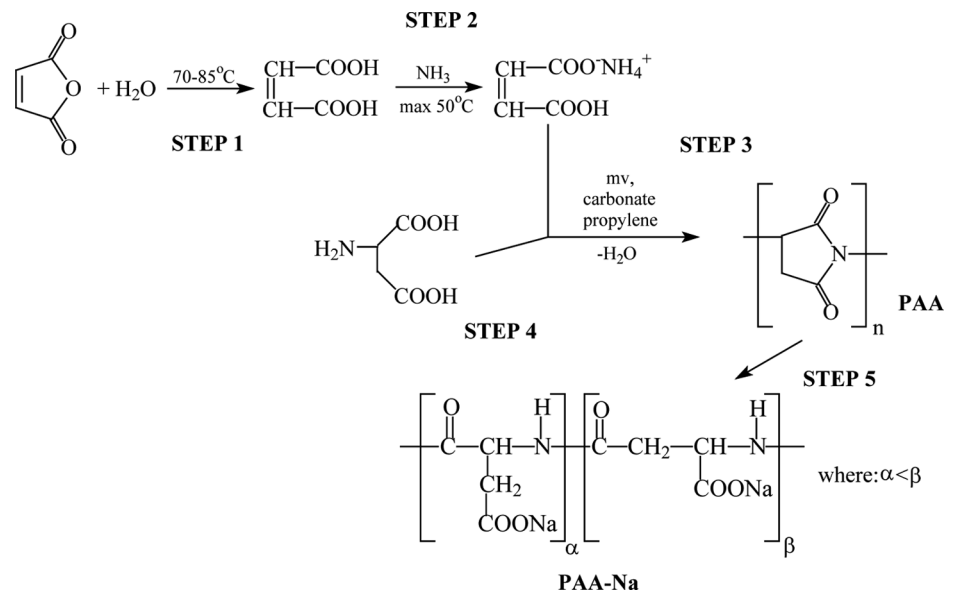 STEP 2
O
O
O
+ H₂O
70-85°C
CH—COOH
CH—COOH
NH₃
max 50°C
CH—COO⁻NH₄⁺
CH—COOH
STEP 1
STEP 3
mv,
carbonate
propylene
-H₂O
COOH
H₂N
COOH
STEP 4
O
N
O
n
PAA
STEP 5
O H O H
C—CH—N—C—CH₂—CH—N
CH₂ COONa
COONa
α β
where:α<β
PAA-Na